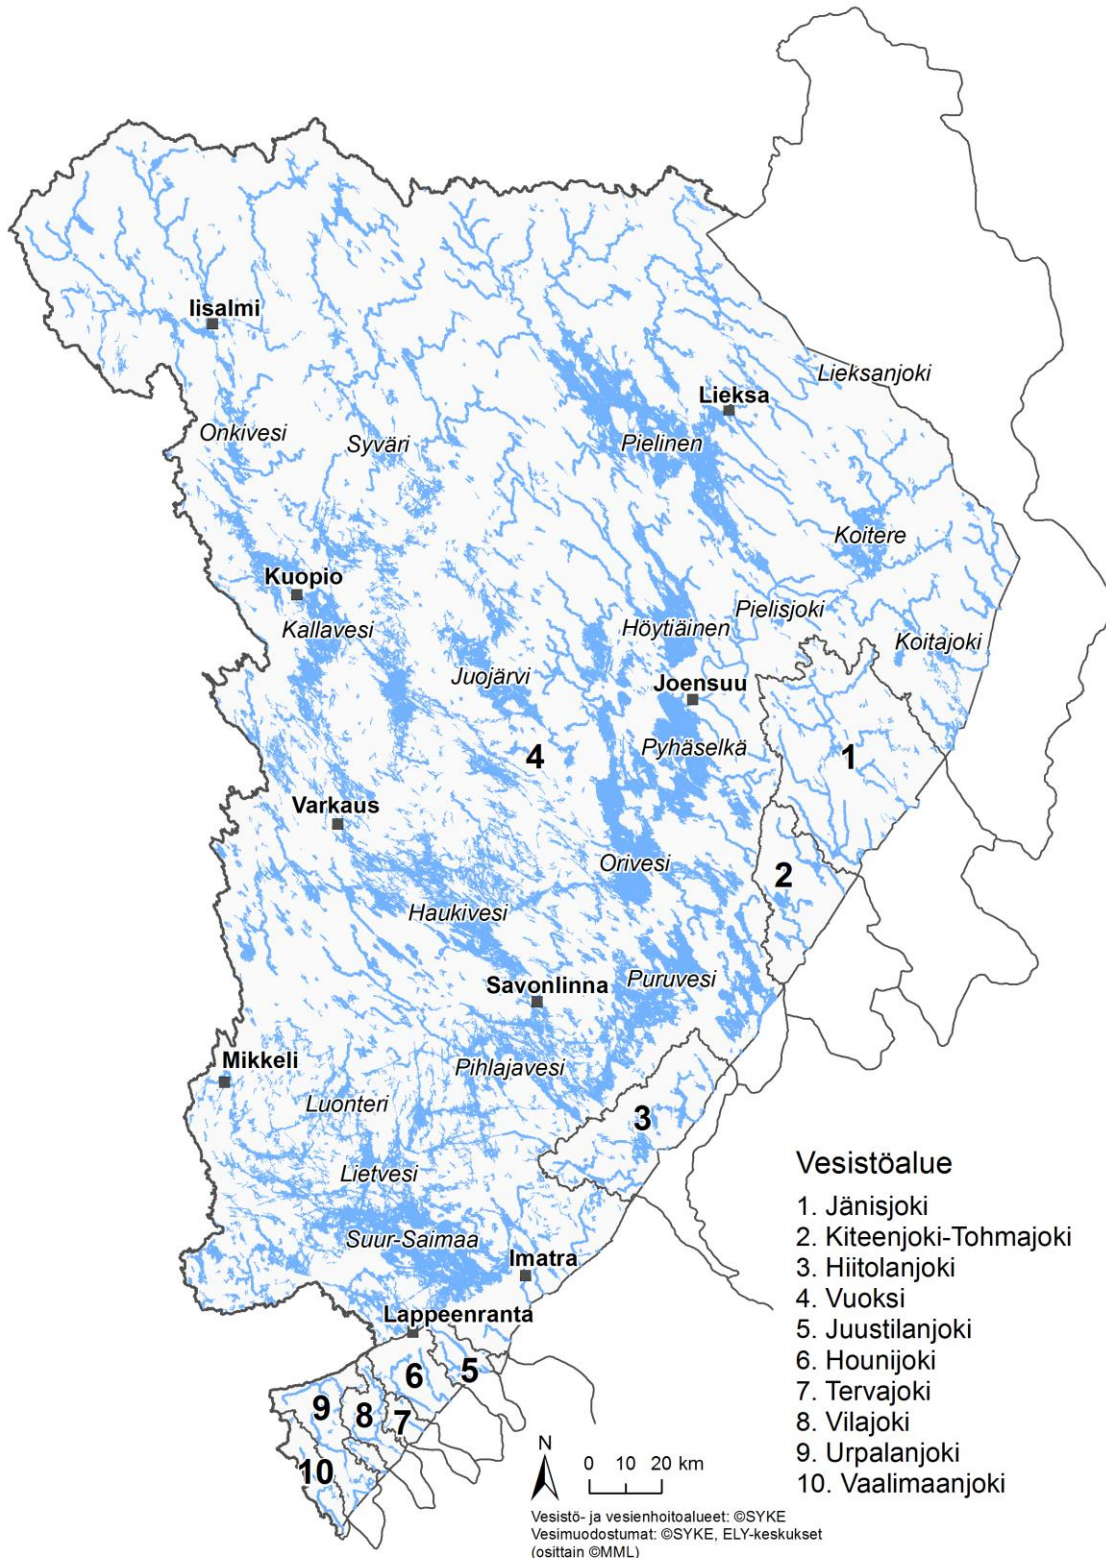 Iisalmi
Lieksanjoki
Lieksa
Onkivesi
Syväri
Pielinen
Koitere
Kuopio
Kallavesi
Höytiäinen
Pielisjoki
Koitajoki
Juojärvi
Joensuu
Pyhäselkä
4
1
Varkaus
Orivesi
2
Haukivesi
Savonlinna
Puruvesi
Mikkeli
Pihlajavesi
Luonteri
3
Lietvesi
Suur-Saimaa
Imatra
Lappeenranta
6
5
9
8
7
10
Vesistöalue
1. Jänisjoki
2. Kiteenjoki-Tohmajoki
3. Hiitolanjoki
4. Vuoksi
5. Juustilanjoki
6. Hounijoki
7. Tervajoki
8. Vilajoki
9. Urpalanjoki
10. Vaalimaanjoki
N
0 10 20 km
Vesistö- ja vesienhoitoalueet: ©SYKE
Vesimuodostumat: ©SYKE, ELY-keskukset
(osittain ©MML)